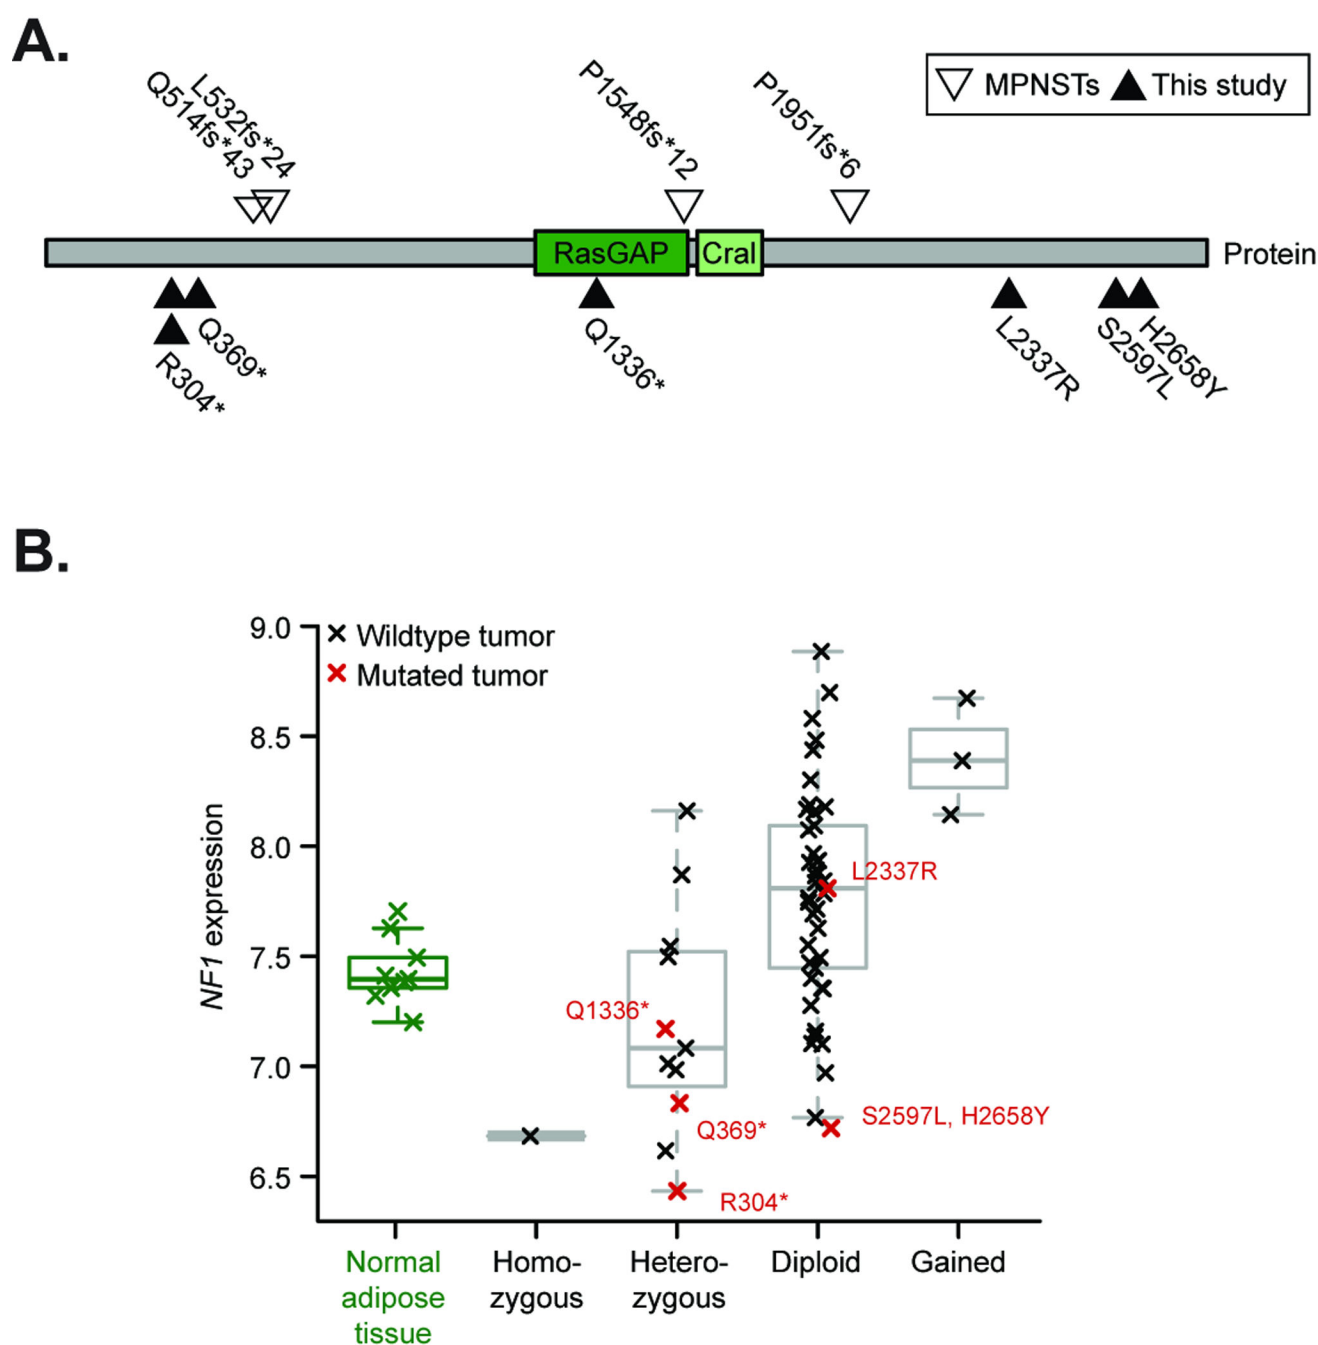 A.
L532fs*24
Q514fs*43
P1548fs*12
P1951fs*6
MPNSTs
This study
RasGAP
Cral
Protein
Q369*
R304*
Q1336*
L2337R
S2597L
H2658Y
B.
9.0
8.5
8.0
7.5
7.0
6.5
NF1 expression
Wildtype tumor
Mutated tumor
L2337R
Q1336*
Q369*
S2597L, H2658Y
R304*
Normal
adipose
tissue
Homo-
zygous
Hetero-
zygous
Diploid
Gained